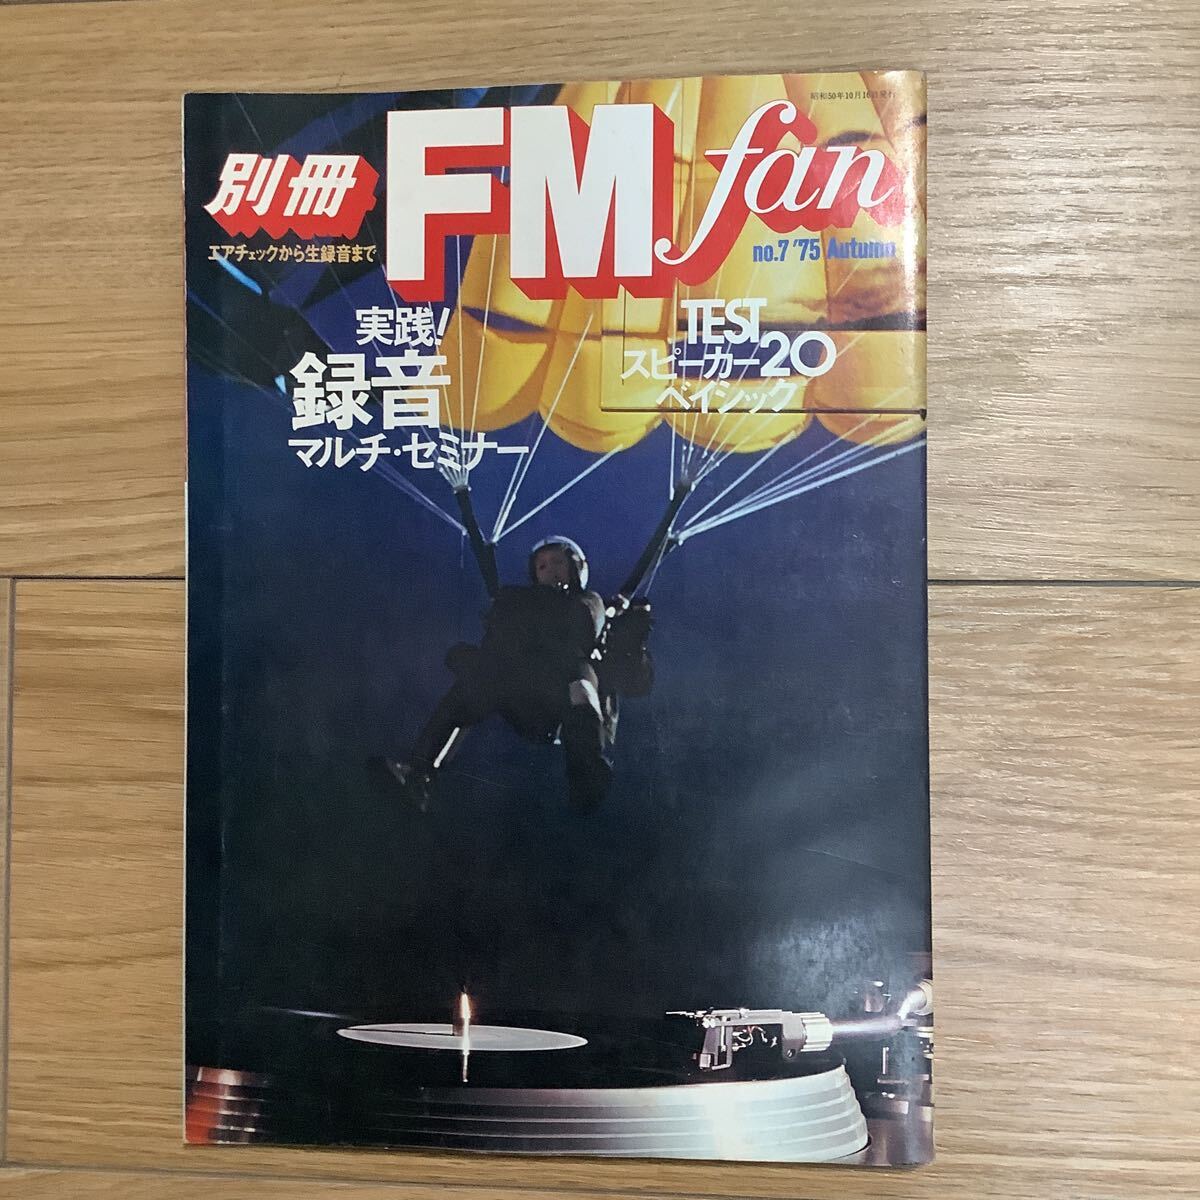 昭和50年10月16日発行
別冊 FM fan
エアチェックから生録音まで
no.7 '75 Autumn
実践!
録音
マルチ・セミナー
TEST
スピーカー20
ベイシック